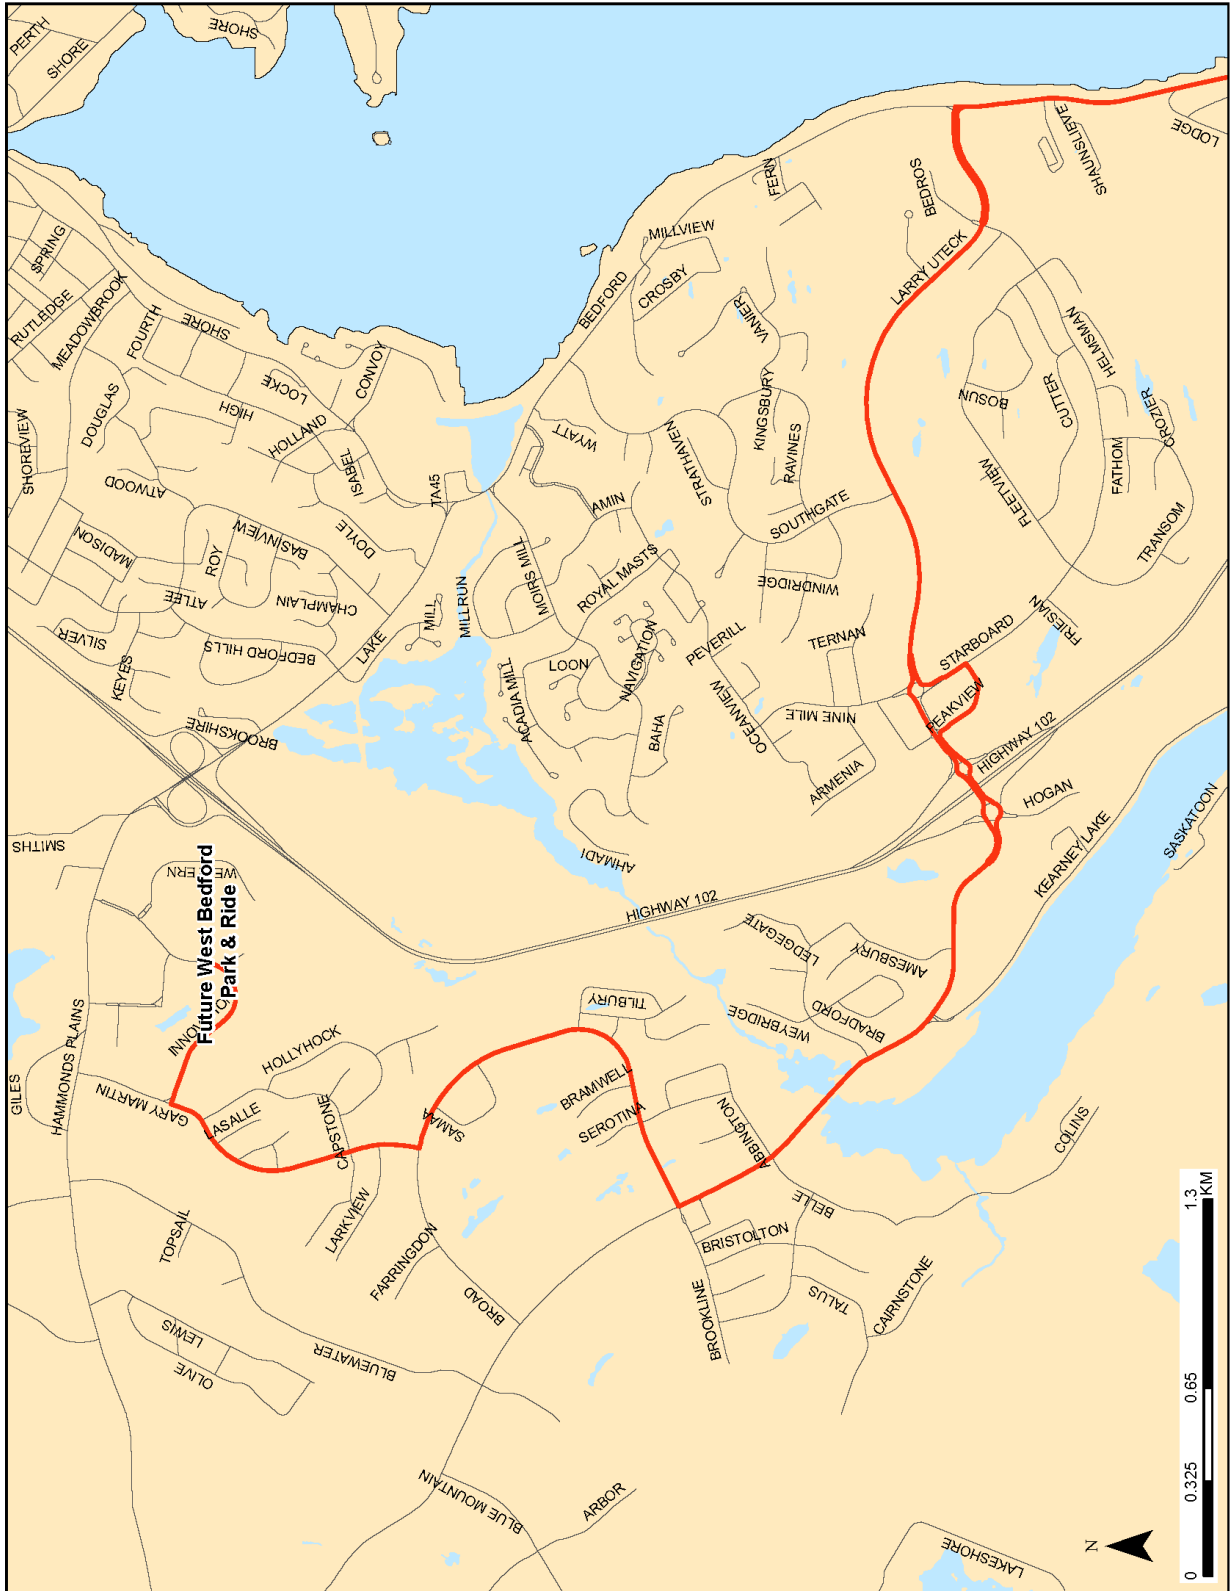 PERTH
SHORE
SHORE
SPRING
RUTLEDGE
MEADOWBROOK
FOURTH
SHORE
SHOREVIEW
DOUGLAS
HIGH
LOCKE
CONVOY
HOLLAND
ISABEL
ATWOOD
MADISON
ROY
BASINVIEW
DOYLE
TA45
ATLEE
CHAMPLAIN
SILVER
KEYES
BEDFORD HILLS
LAKE
MILL
MILLRUN
BROOKSHIRE
SMITHS
BEDFORD
MILLVIEW
CROSBY
FERN
VANIER
KINGSBURY
RAVINES
WYATT
STRATHAVEN
AMIN
SOUTHGATE
MOIRS MILL
ROYAL MASTS
WINDRIDGE
LOON
NAVIGATION
PEVERILL
TERNAN
ACADIA MILL
BAHA
OCEANVIEW
NINE MILE
ARMENIA
AHMADI
BEDROS
LARRY UTECK
SHAUNSLIEVE
LODGE
BOSUN
CUTTER
HELMSMAN
CROZIER
FATHOM
FLEETVIEW
TRANSOM
FRIESIAN
STARBOARD
PEAKVIEW
HIGHWAY 102
HOGAN
KEARNEY LAKE
SASKATOON
HIGHWAY 102
WESTERN
Future West Bedford
Park & Ride
INNOVATION
GILES
HAMMONDS PLAINS
GARY MARTIN
HOLLYHOCK
LASALLE
CAPSTONE
SAMAA
TILBURY
BRAMWELL
SEROTINA
LEDGEGATE
AMESBURY
BRADFORD
WEYBRIDGE
ABBINGTON
BELLE
COLINS
LARKVIEW
FARRINGDON
BROAD
TOPSAIL
LEWIS
OLIVE
BLUEWATER
BRISTOLTON
BROOKLINE
TALUS
CAIRNSTONE
BLUE MOUNTAIN
ARBOR
LAKESHORE
N
0 0.325 0.65 1.3
KM